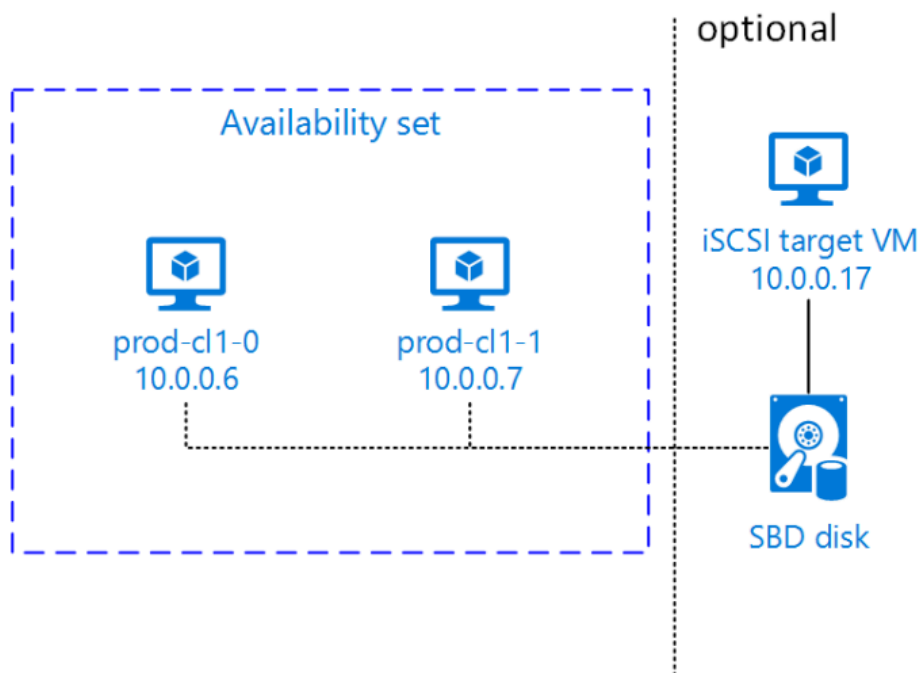 optional
Availability set
iSCSI target VM
10.0.0.17
prod-cl1-0
10.0.0.6
prod-cl1-1
10.0.0.7
SBD disk